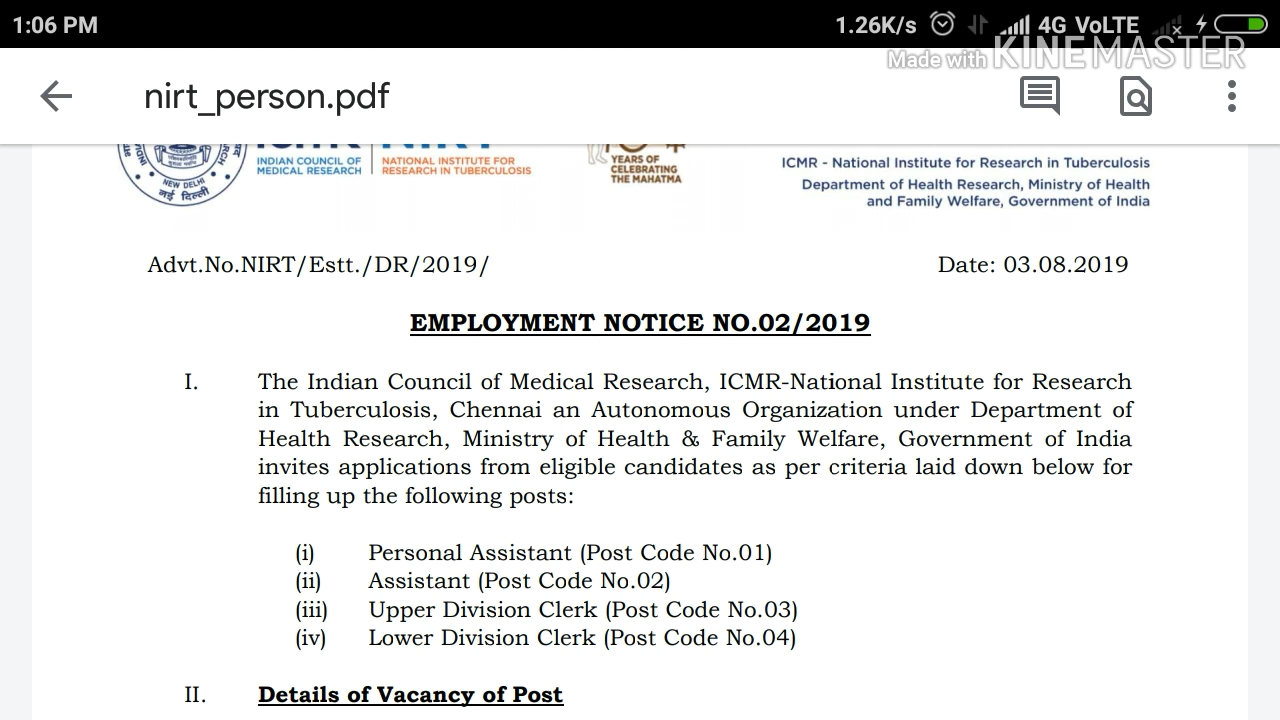 1:06 PM 1.26K/s 4G VoLTE
Made with KINEMASTER
nirt_person.pdf
INDIAN COUNCIL OF MEDICAL RESEARCH
NATIONAL INSTITUTE FOR RESEARCH IN TUBERCULOSIS
NEW DELHI
नई दिल्ली
YEARS OF
CELEBRATING
THE MAHATMA
ICMR - National Institute for Research in Tuberculosis
Department of Health Research, Ministry of Health
and Family Welfare, Government of India
Advt.No.NIRT/Estt./DR/2019/ Date: 03.08.2019
EMPLOYMENT NOTICE NO.02/2019
I. The Indian Council of Medical Research, ICMR-National Institute for Research
in Tuberculosis, Chennai an Autonomous Organization under Department of
Health Research, Ministry of Health & Family Welfare, Government of India
invites applications from eligible candidates as per criteria laid down below for
filling up the following posts:
(i) Personal Assistant (Post Code No.01)
(ii) Assistant (Post Code No.02)
(iii) Upper Division Clerk (Post Code No.03)
(iv) Lower Division Clerk (Post Code No.04)
II. Details of Vacancy of Post